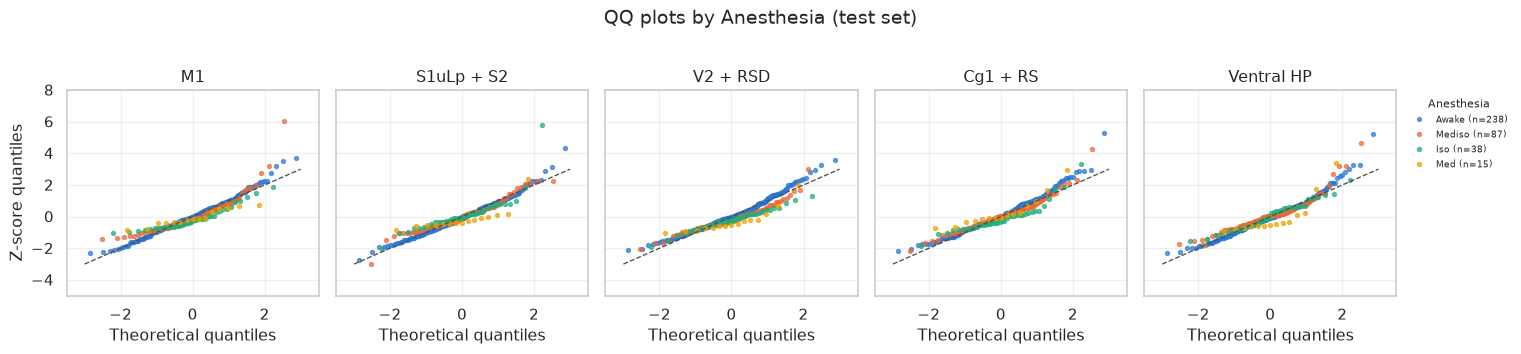 QQ plots by Anesthesia (test set)
M1
S1uLp + S2
V2 + RSD
Cg1 + RS
Ventral HP
Z-score quantiles
8
6
4
2
0
−2
−4
−2 0 2
−2 0 2
−2 0 2
−2 0 2
−2 0 2
Theoretical quantiles
Theoretical quantiles
Theoretical quantiles
Theoretical quantiles
Theoretical quantiles
Anesthesia
Awake (n=238)
Mediso (n=87)
Iso (n=38)
Med (n=15)